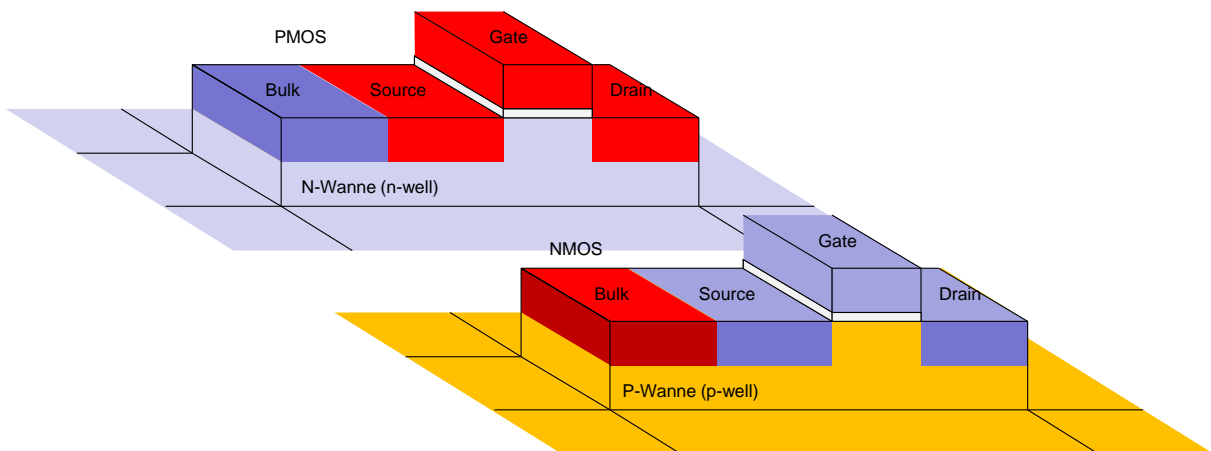 PMOS
Gate
Bulk
Source
Drain
N-Wanne (n-well)
NMOS
Gate
Bulk
Source
Drain
P-Wanne (p-well)